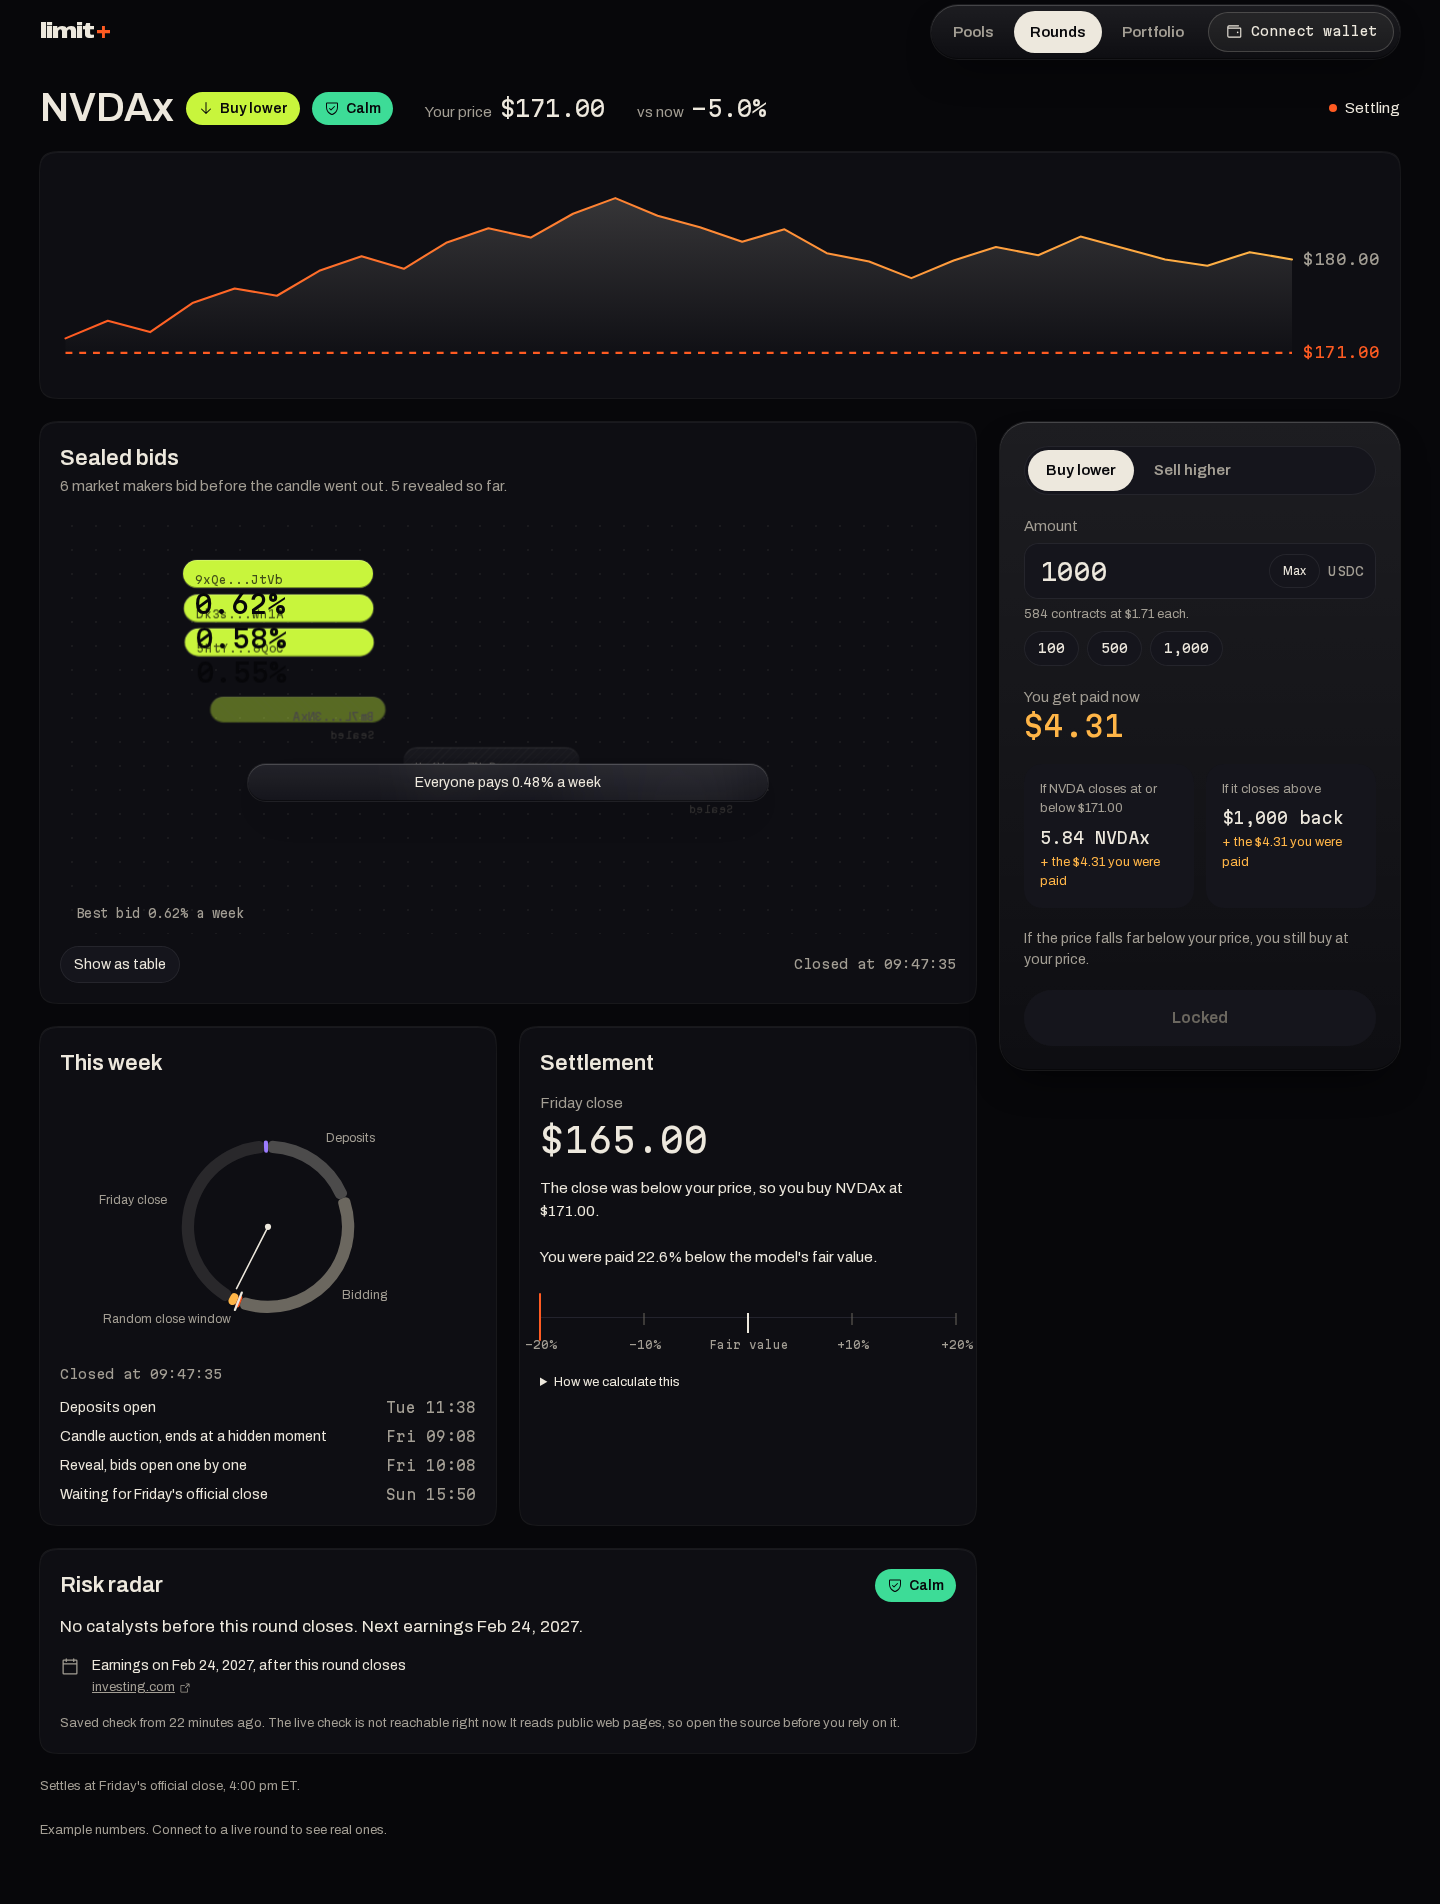 limit+
Pools
Rounds
Portfolio
Connect wallet
NVDAx
Buy lower
Calm
Your price $171.00
vs now −5.0%
Settling
$180.00
$171.00
Sealed bids
6 market makers bid before the candle went out. 5 revealed so far.
9xQe...JtVb
0.62%
0.58%
0.55%
Sealed
Everyone pays 0.48% a week
Sealed
Best bid 0.62% a week
Show as table
Closed at 09:47:35
Buy lower
Sell higher
Amount
1000
Max
USDC
584 contracts at $1.71 each.
100
500
1,000
You get paid now
$4.31
If NVDA closes at or
below $171.00
5.84 NVDAx
+ the $4.31 you were
paid
If it closes above
$1,000 back
+ the $4.31 you were
paid
If the price falls far below your price, you still buy at
your price.
Locked
This week
Deposits
Friday close
Bidding
Random close window
Closed at 09:47:35
Deposits open Tue 11:38
Candle auction, ends at a hidden moment Fri 09:08
Reveal, bids open one by one Fri 10:08
Waiting for Friday's official close Sun 15:50
Settlement
Friday close
$165.00
The close was below your price, so you buy NVDAx at
$171.00.
You were paid 22.6% below the model's fair value.
−20% −10% Fair value +10% +20%
How we calculate this
Risk radar
Calm
No catalysts before this round closes. Next earnings Feb 24, 2027.
Earnings on Feb 24, 2027, after this round closes
investing.com
Saved check from 22 minutes ago. The live check is not reachable right now. It reads public web pages, so open the source before you rely on it.
Settles at Friday's official close, 4:00 pm ET.
Example numbers. Connect to a live round to see real ones.